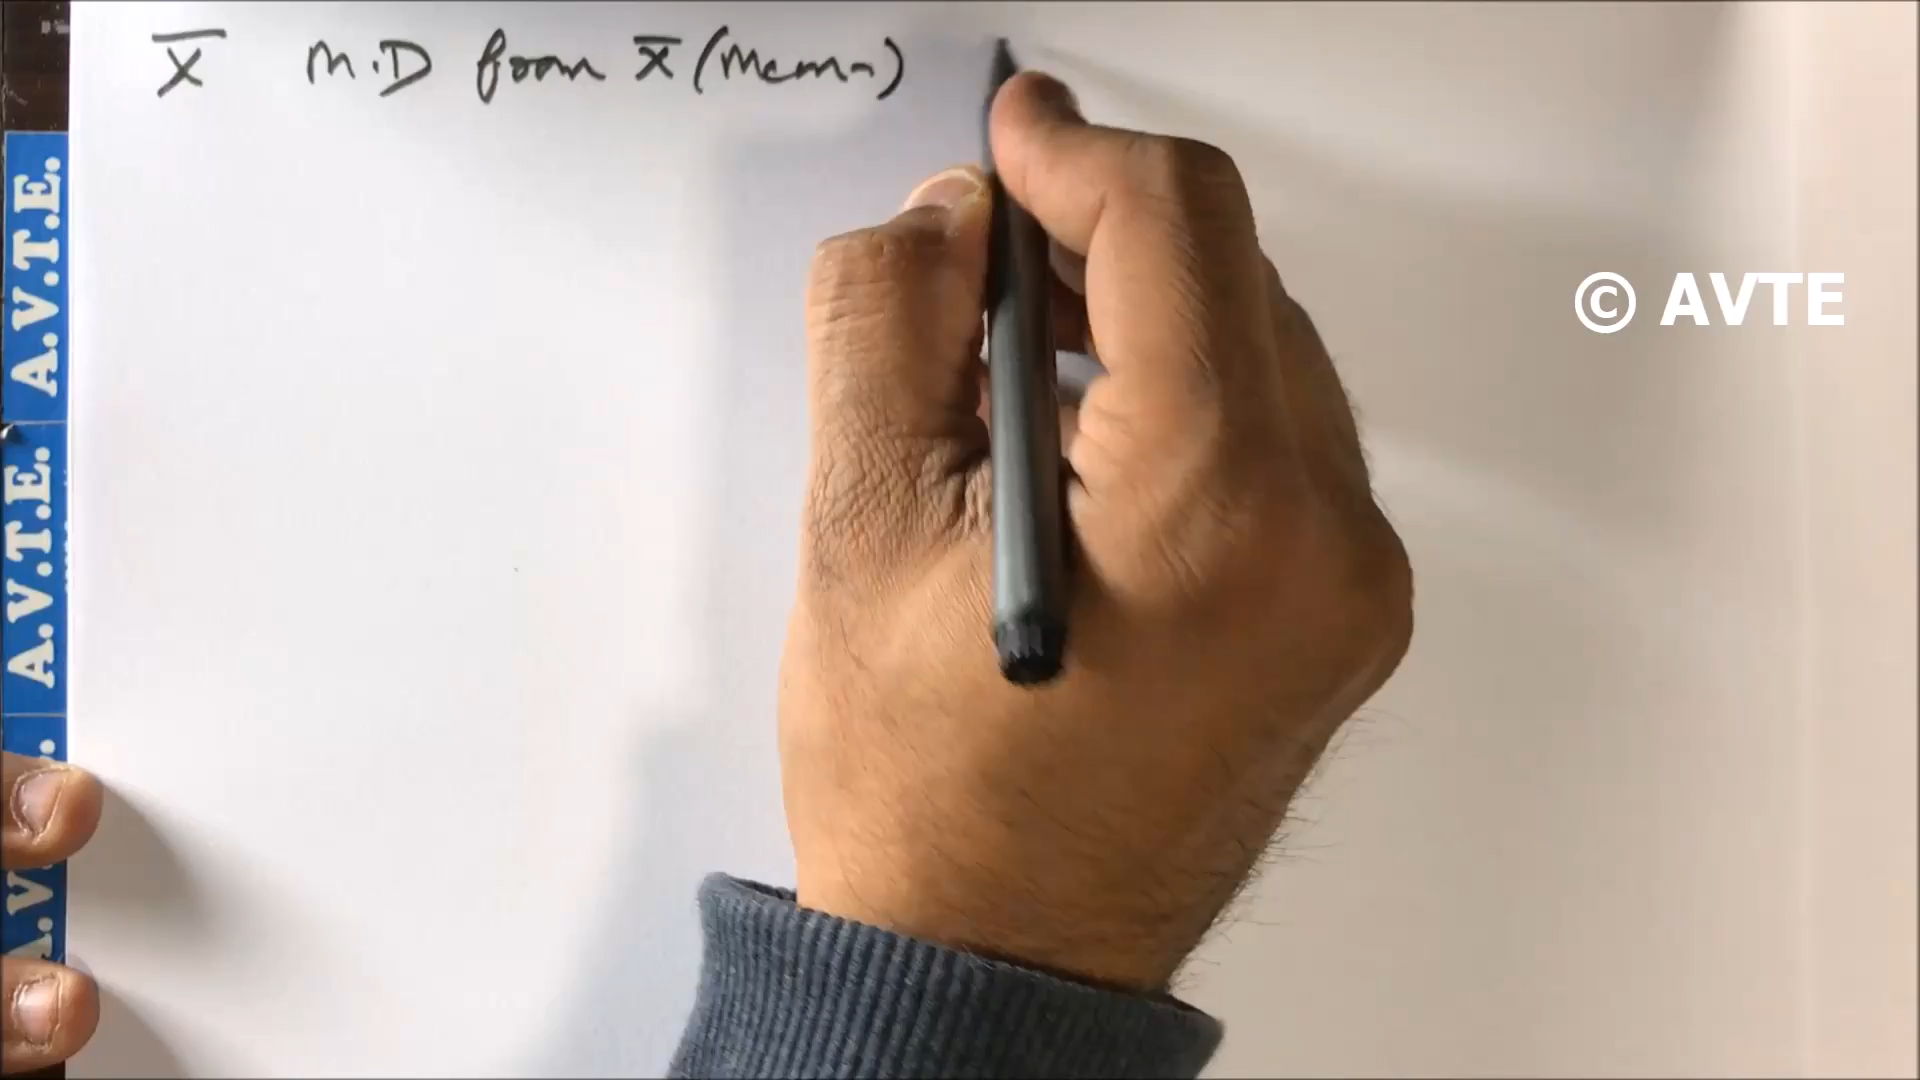 X̄ M.D from x̄ (Mean)
© AVTE
A.V.T.E.
A.V.T.E.
A.V.